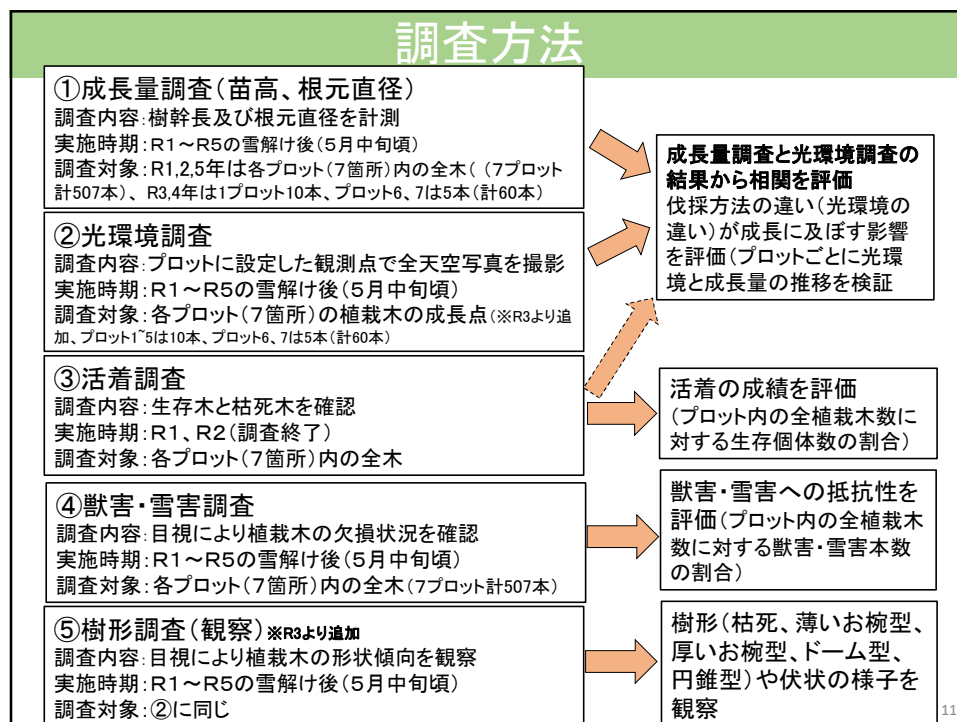 調査方法
①成長量調査（苗高、根元直径）
調査内容：樹幹長及び根元直径を計測
実施時期：R１～R５の雪解け後（５月中旬頃）
調査対象：R1,2,5年は各プロット（７箇所）内の全木（（７プロット
計507本）、R3,4年は1プロット10本、プロット6、7は5本（計60本）
②光環境調査
調査内容：プロットに設定した観測点で全天空写真を撮影
実施時期：R１～R５の雪解け後（５月中旬頃）
調査対象：各プロット（７箇所）の植栽木の成長点（※R3より追
加、プロット1~5は10本、プロット6、7は5本（計60本）
③活着調査
調査内容：生存木と枯死木を確認
実施時期：R１、R２（調査終了）
調査対象：各プロット（７箇所）内の全木
④獣害・雪害調査
調査内容：目視により植栽木の欠損状況を確認
実施時期：R１～R５の雪解け後（５月中旬頃）
調査対象：各プロット（７箇所）内の全木（７プロット計507本）
⑤樹形調査（観察）※R3より追加
調査内容：目視により植栽木の形状傾向を観察
実施時期：R１～R５の雪解け後（５月中旬頃）
調査対象：②に同じ
成長量調査と光環境調査の
結果から相関を評価
伐採方法の違い（光環境の
違い）が成長に及ぼす影響
を評価（プロットごとに光環
境と成長量の推移を検証
活着の成績を評価
（プロット内の全植栽木数に
対する生存個体数の割合）
獣害・雪害への抵抗性を
評価（プロット内の全植栽木
数に対する獣害・雪害本数
の割合）
樹形（枯死、薄いお椀型、
厚いお椀型、ドーム型、
円錐型）や伏状の様子を
観察
11